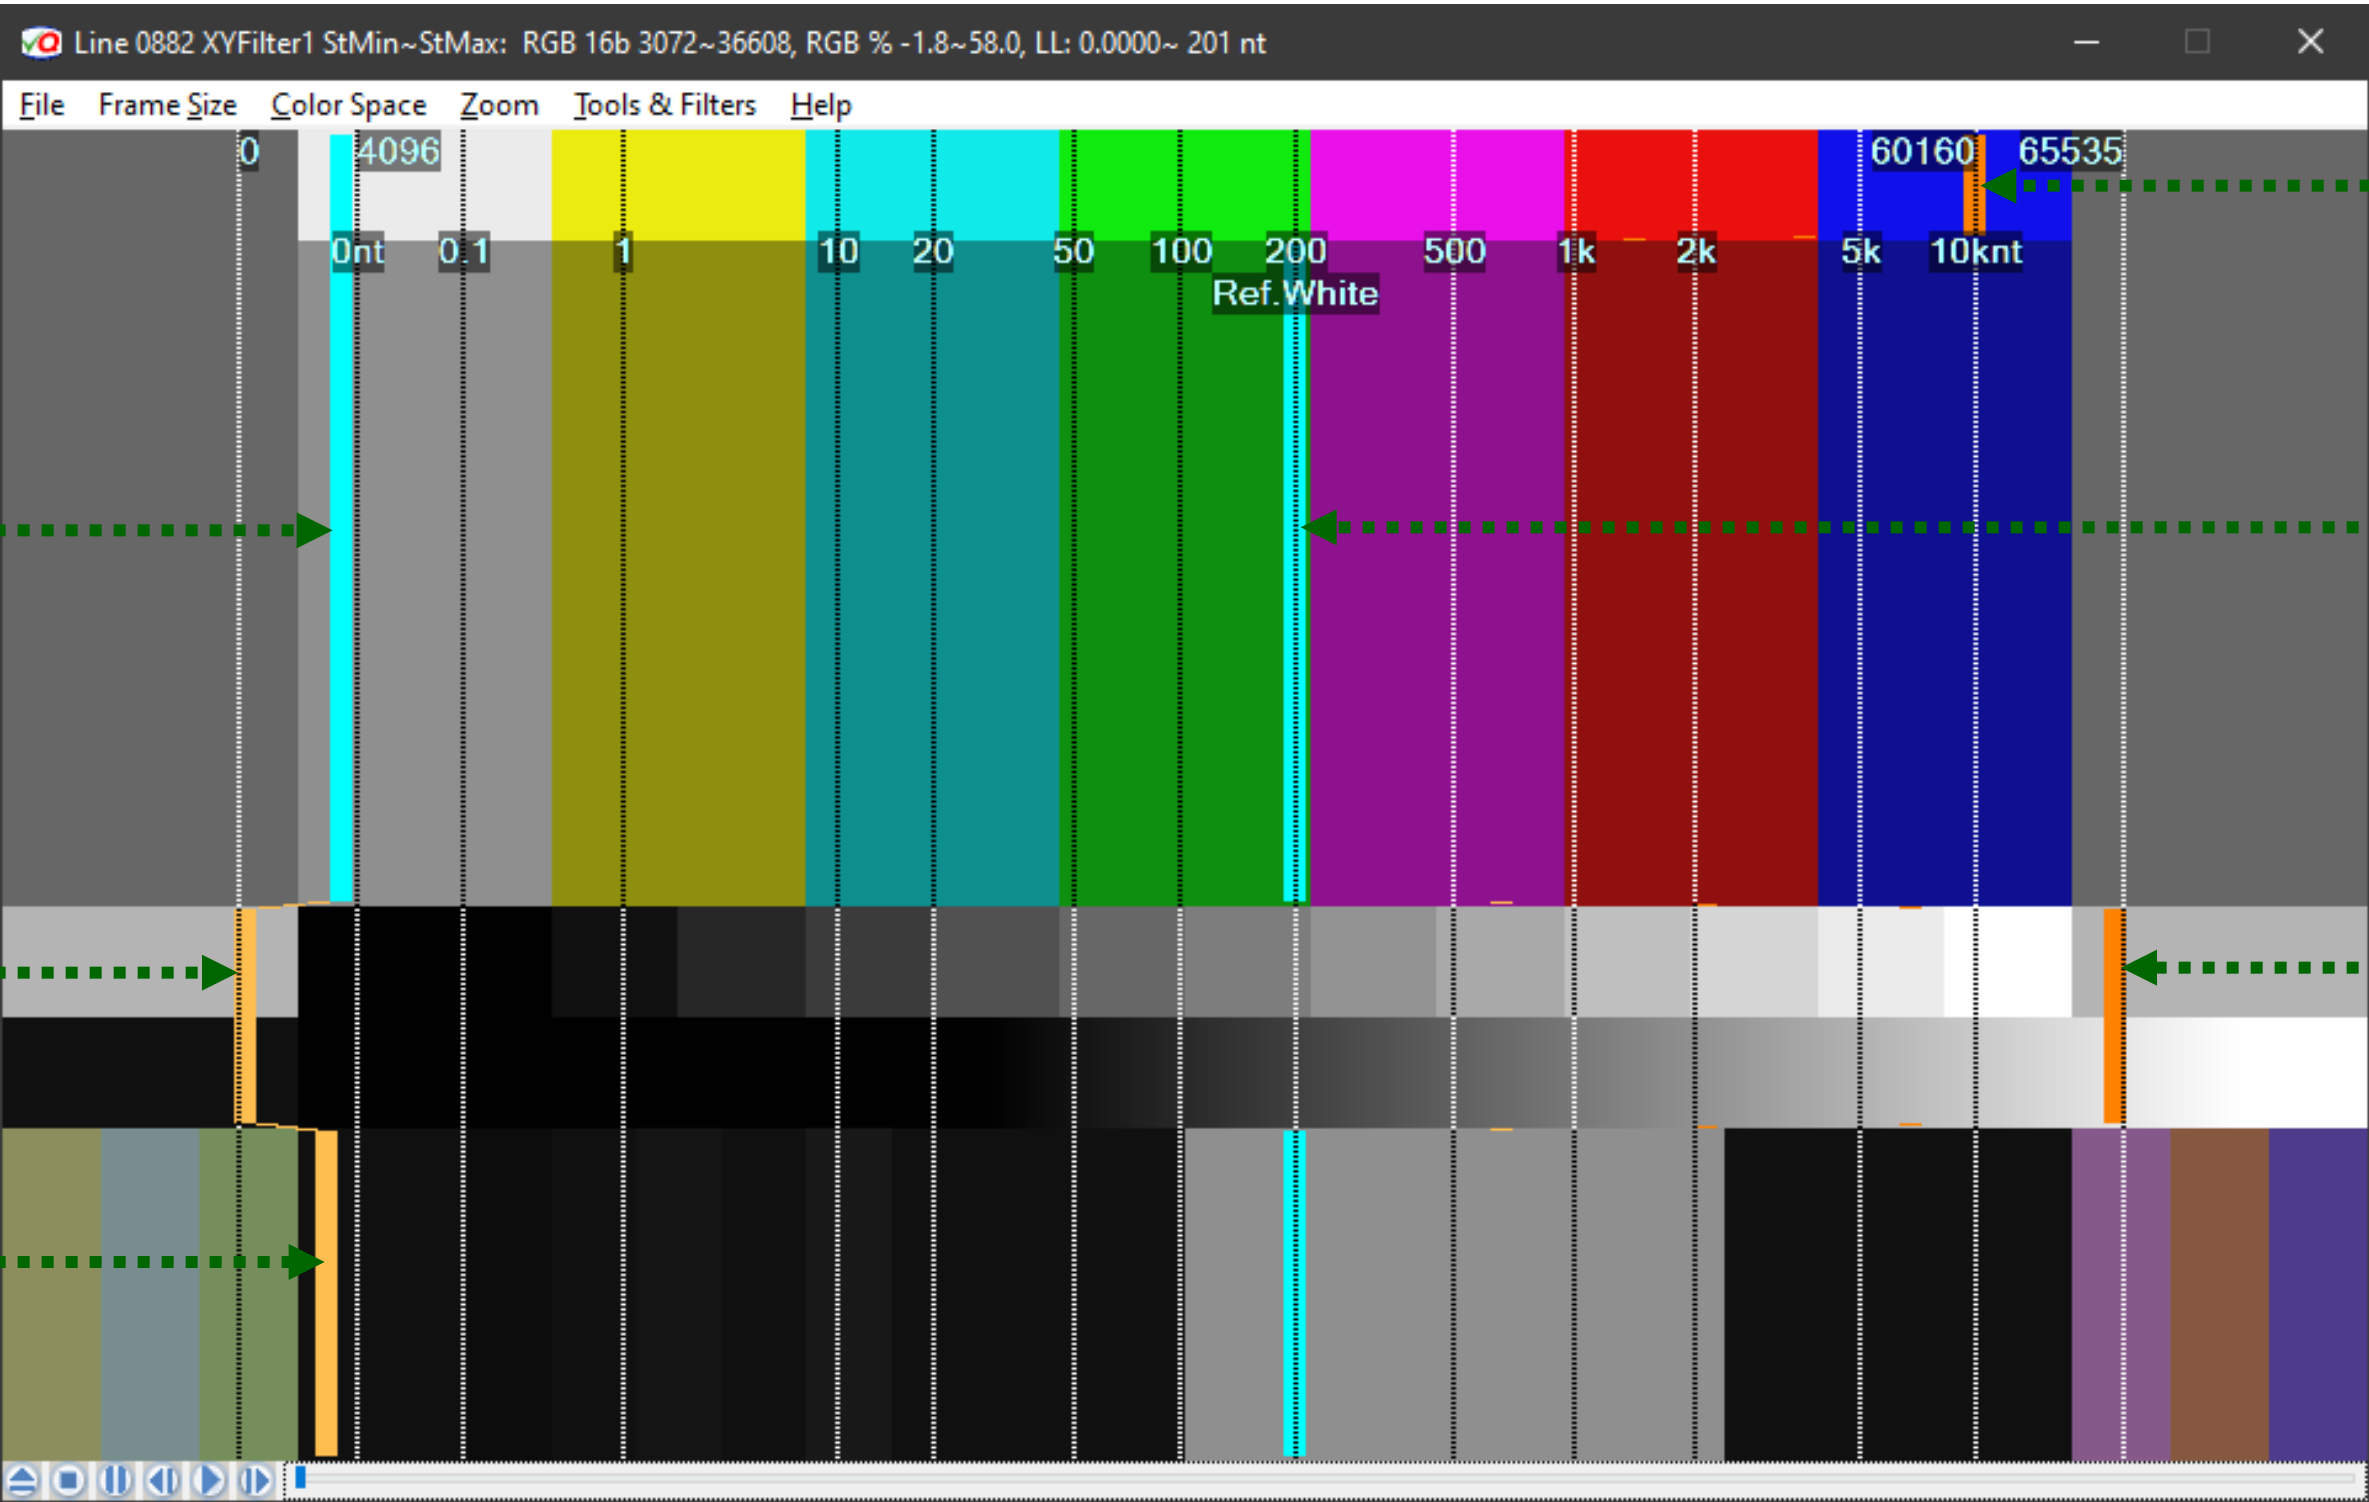 Line 0882 XYFilter1 StMin~StMax: RGB 16b 3072~36608, RGB % -1.8~58.0, LL: 0.0000~ 201 nt
File Frame Size Color Space Zoom Tools & Filters Help
0 4096 60160 65535
0nt 0.1 1 10 20 50 100 200 500 1k 2k 5k 10knt
Ref.White